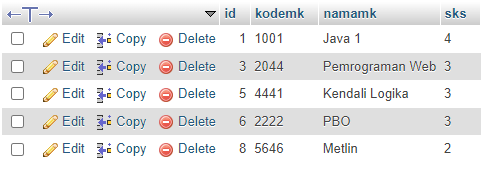 id kodemk namamk sks
Edit Copy Delete 1 1001 Java 1 4
Edit Copy Delete 3 2044 Pemrograman Web 3
Edit Copy Delete 5 4441 Kendali Logika 3
Edit Copy Delete 6 2222 PBO 3
Edit Copy Delete 8 5646 Metlin 2